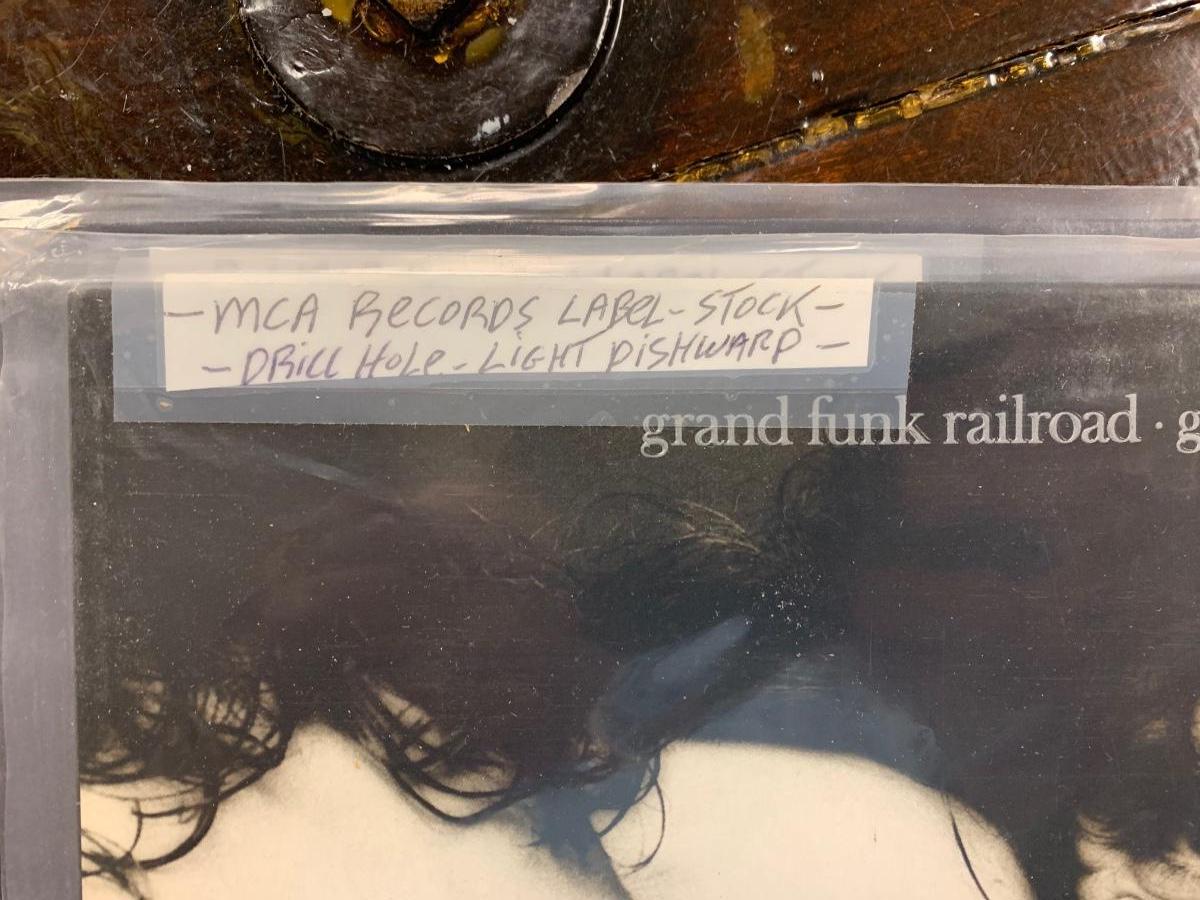 - MCA RECORDS LABEL - STOCK -
- DRILL HOLE - LIGHT DISHWARP -
grand funk railroad · g